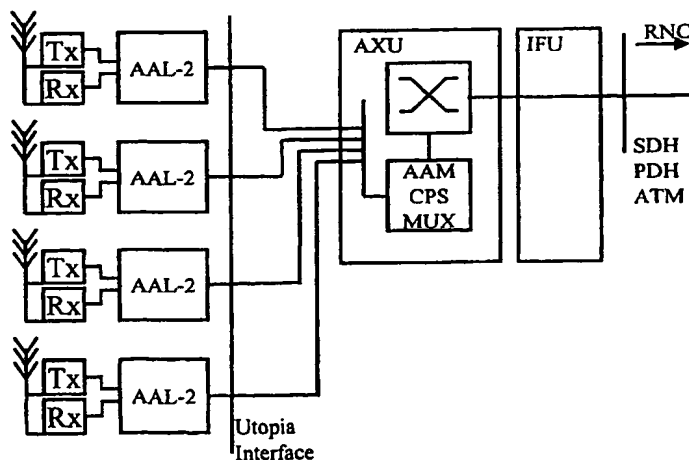 Tx
Rx
AAL-2
Tx
Rx
AAL-2
Tx
Rx
AAL-2
Tx
Rx
AAL-2
Utopia
Interface
AXU
AAM
CPS
MUX
IFU
RNC
SDH
PDH
ATM